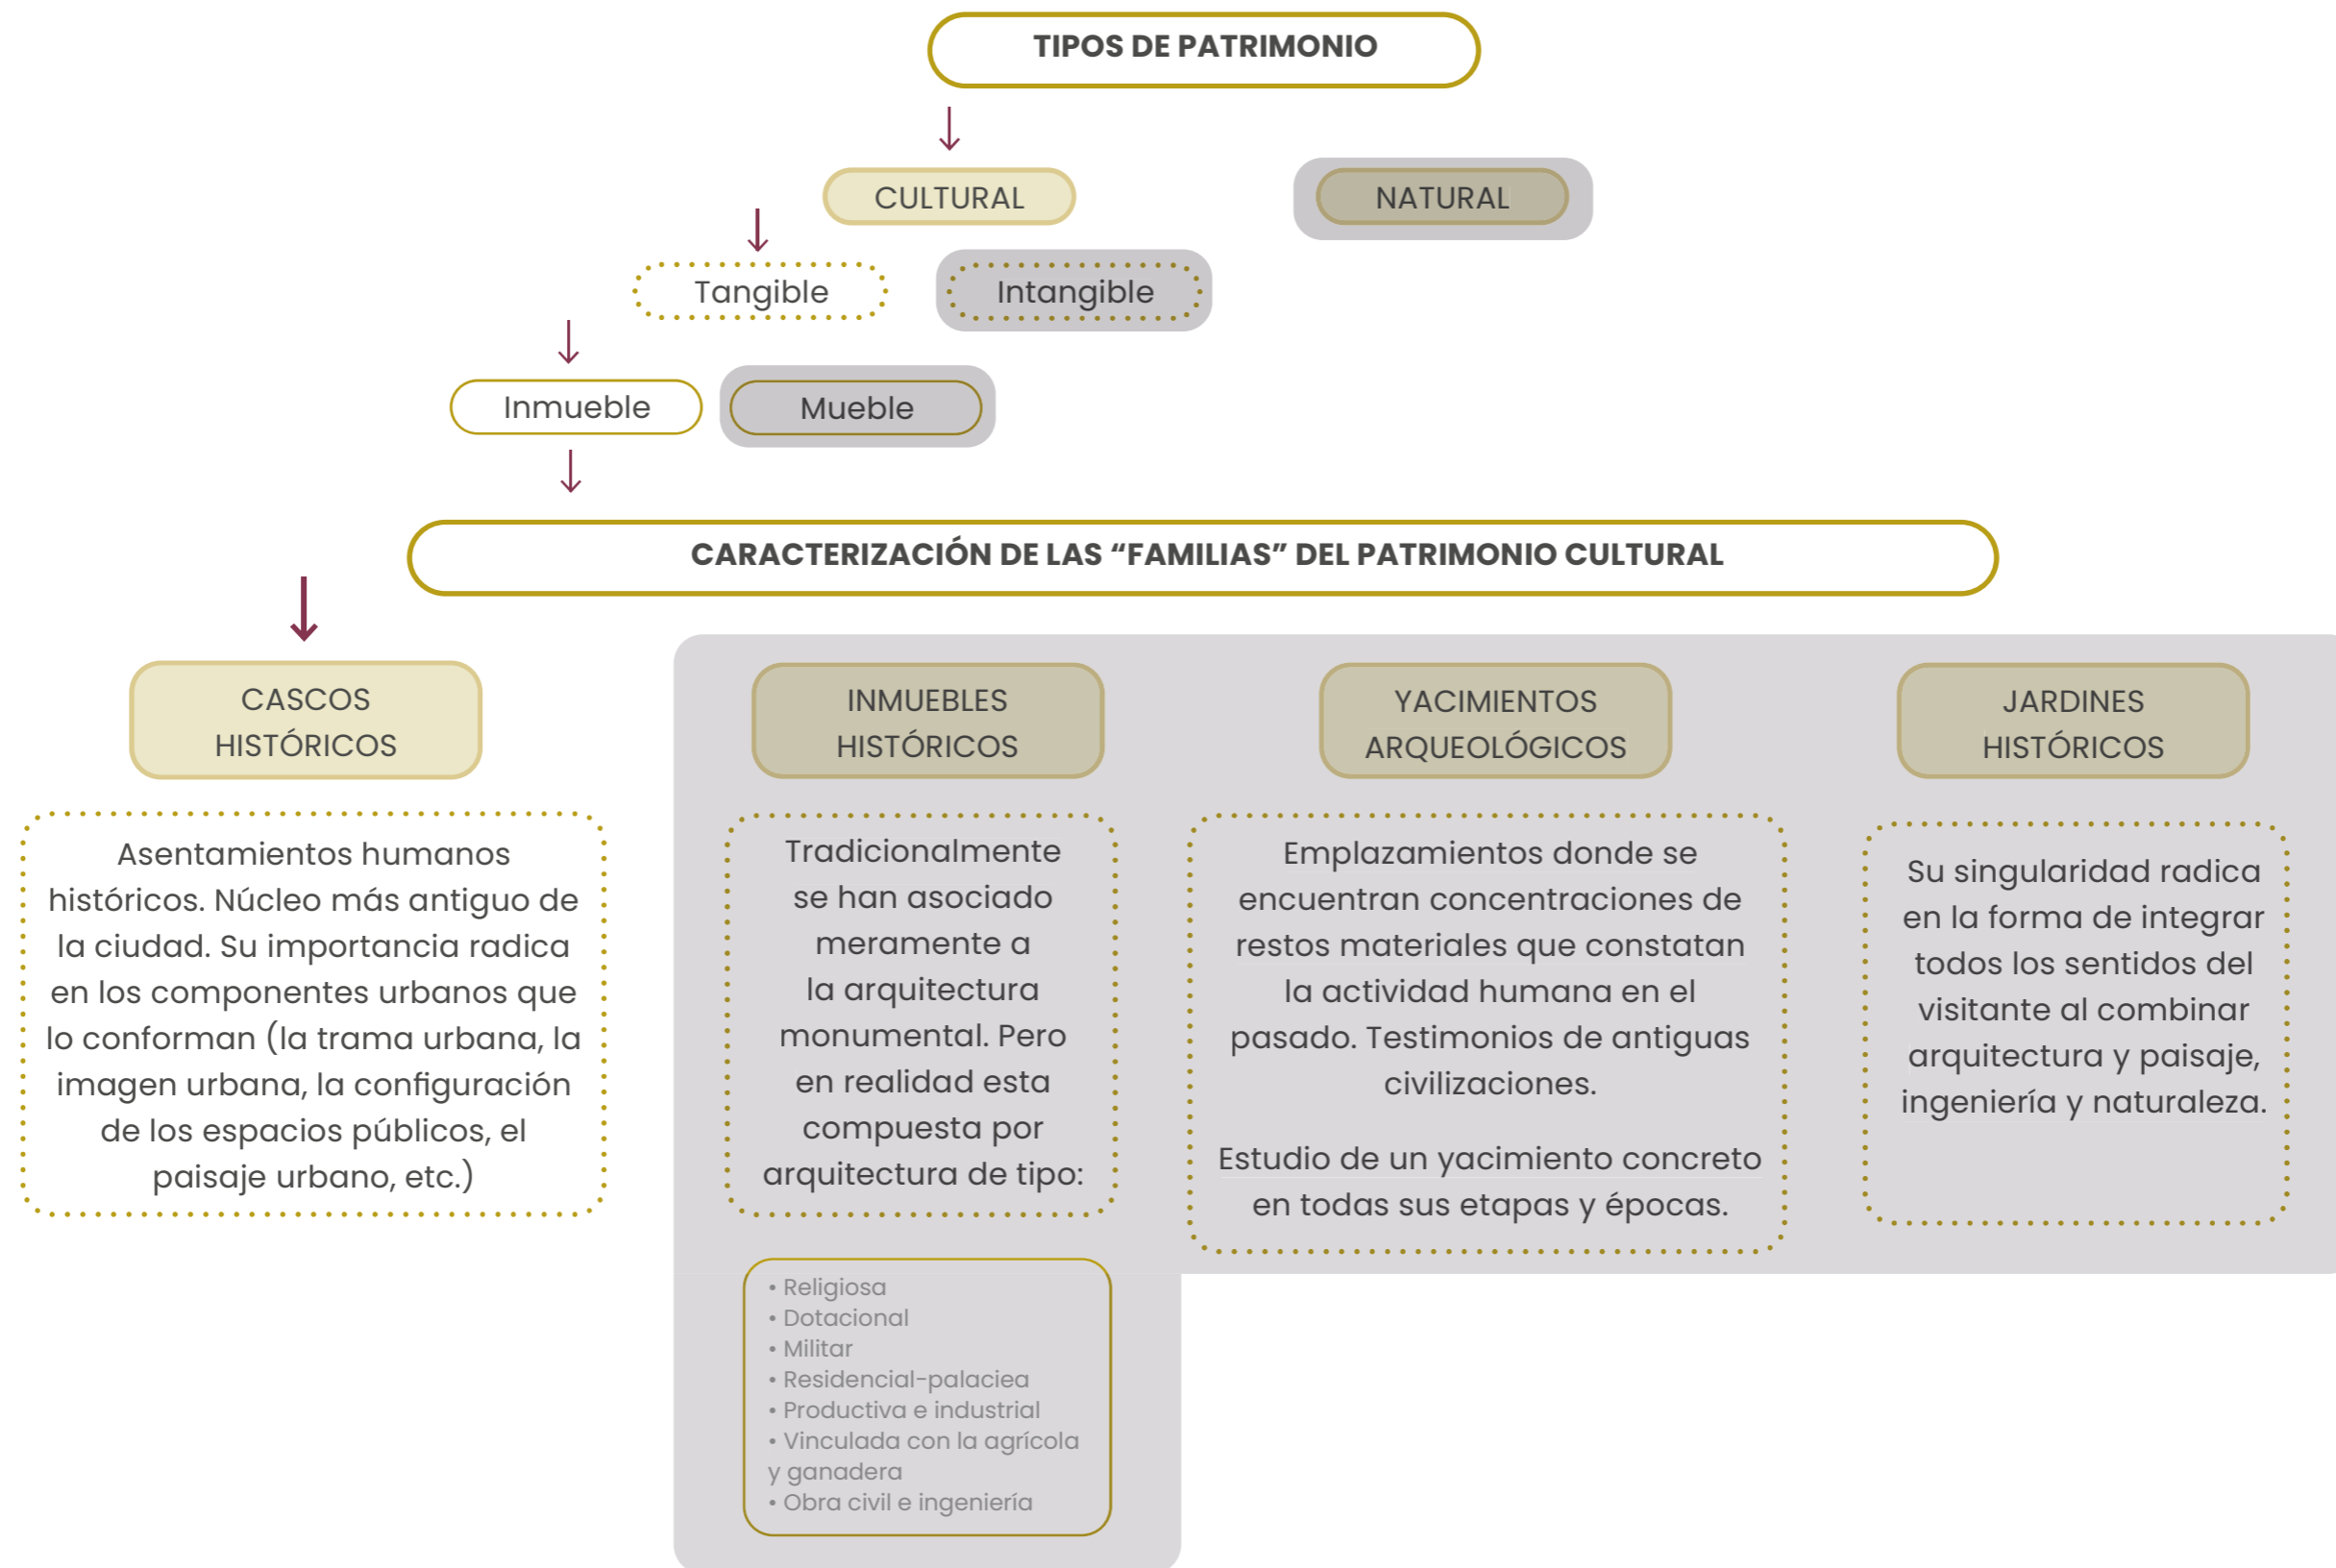 TIPOS DE PATRIMONIO
CULTURAL
NATURAL
Tangible
Intangible
Inmueble
Mueble
CARACTERIZACIÓN DE LAS “FAMILIAS” DEL PATRIMONIO CULTURAL
CASCOS
HISTÓRICOS
Asentamientos humanos
históricos. Núcleo más antiguo de
la ciudad. Su importancia radica
en los componentes urbanos que
lo conforman (la trama urbana, la
imagen urbana, la configuración
de los espacios públicos, el
paisaje urbano, etc.)
INMUEBLES
HISTÓRICOS
Tradicionalmente
se han asociado
meramente a
la arquitectura
monumental. Pero
en realidad esta
compuesta por
arquitectura de tipo:
• Religiosa
• Dotacional
• Militar
• Residencial-palaciea
• Productiva e industrial
• Vinculada con la agrícola
y ganadera
• Obra civil e ingeniería
YACIMIENTOS
ARQUEOLÓGICOS
Emplazamientos donde se
encuentran concentraciones de
restos materiales que constatan
la actividad humana en el
pasado. Testimonios de antiguas
civilizaciones.
Estudio de un yacimiento concreto
en todas sus etapas y épocas.
JARDINES
HISTÓRICOS
Su singularidad radica
en la forma de integrar
todos los sentidos del
visitante al combinar
arquitectura y paisaje,
ingeniería y naturaleza.